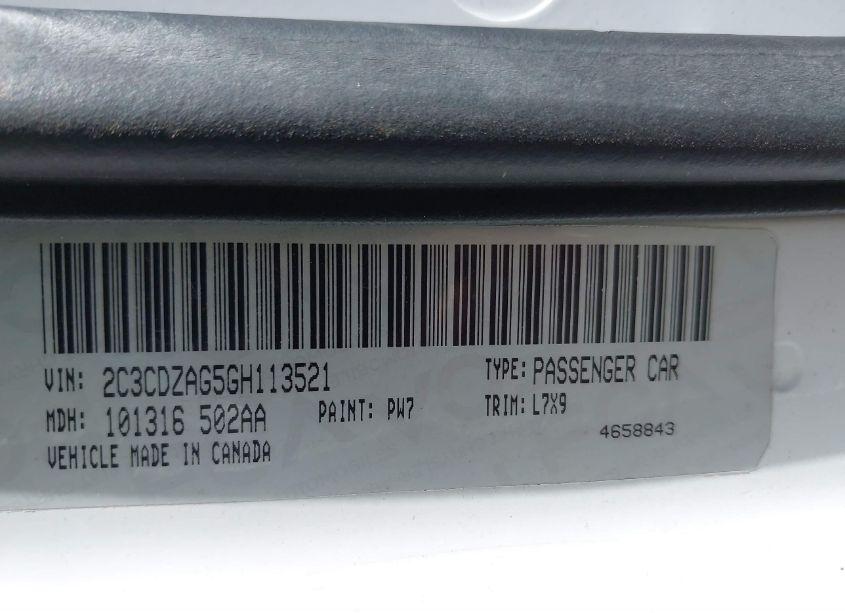 VIN: 2C3CDZAG5GH113521 TYPE: PASSENGER CAR
MDH: 101316 502AA PAINT: PW7 TRIM: L7X9
4658843
VEHICLE MADE IN CANADA